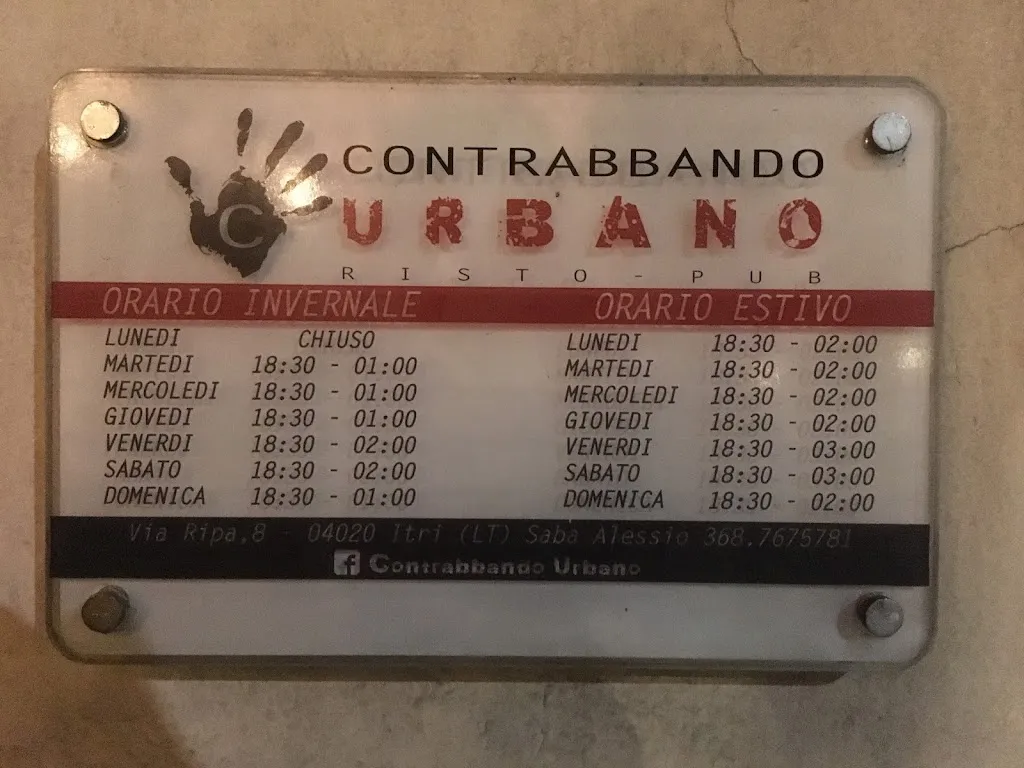 C
CONTRABBANDO
URBANO
RISTO-PUB
ORARIO INVERNALE
LUNEDI CHIUSO
MARTEDI 18:30 - 01:00
MERCOLEDI 18:30 - 01:00
GIOVEDI 18:30 - 01:00
VENERDI 18:30 - 02:00
SABATO 18:30 - 02:00
DOMENICA 18:30 - 01:00
ORARIO ESTIVO
LUNEDI 18:30 - 02:00
MARTEDI 18:30 - 02:00
MERCOLEDI 18:30 - 02:00
GIOVEDI 18:30 - 02:00
VENERDI 18:30 - 03:00
SABATO 18:30 - 03:00
DOMENICA 18:30 - 02:00
Via Ripa,8 - 04020 Itri (LT) Saba Alessio 368.7675781
f Contrabbando Urbano